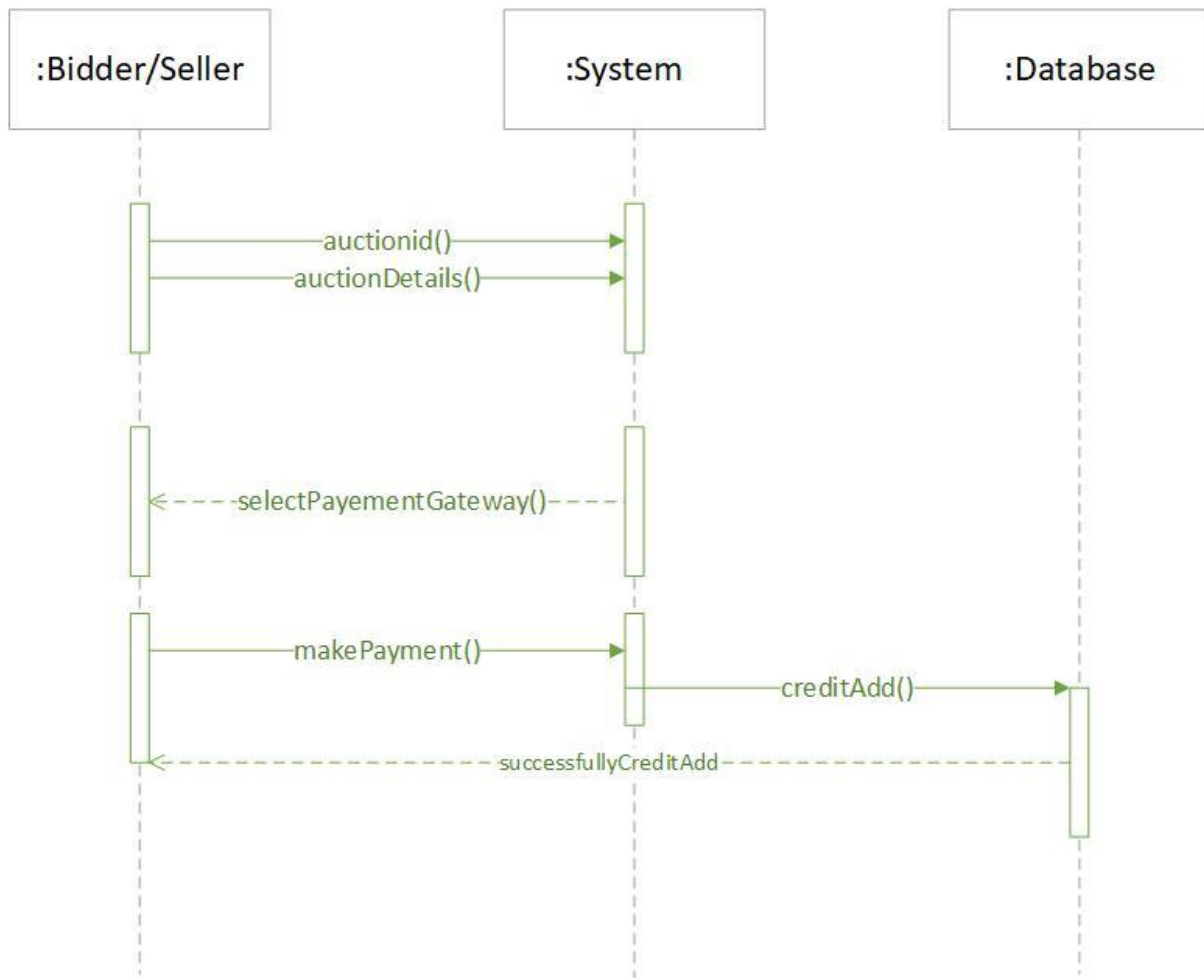 :Bidder/Seller
:System
:Database
auctionid()
auctionDetails()
selectPayementGateway()
makePayment()
creditAdd()
successfullyCreditAdd